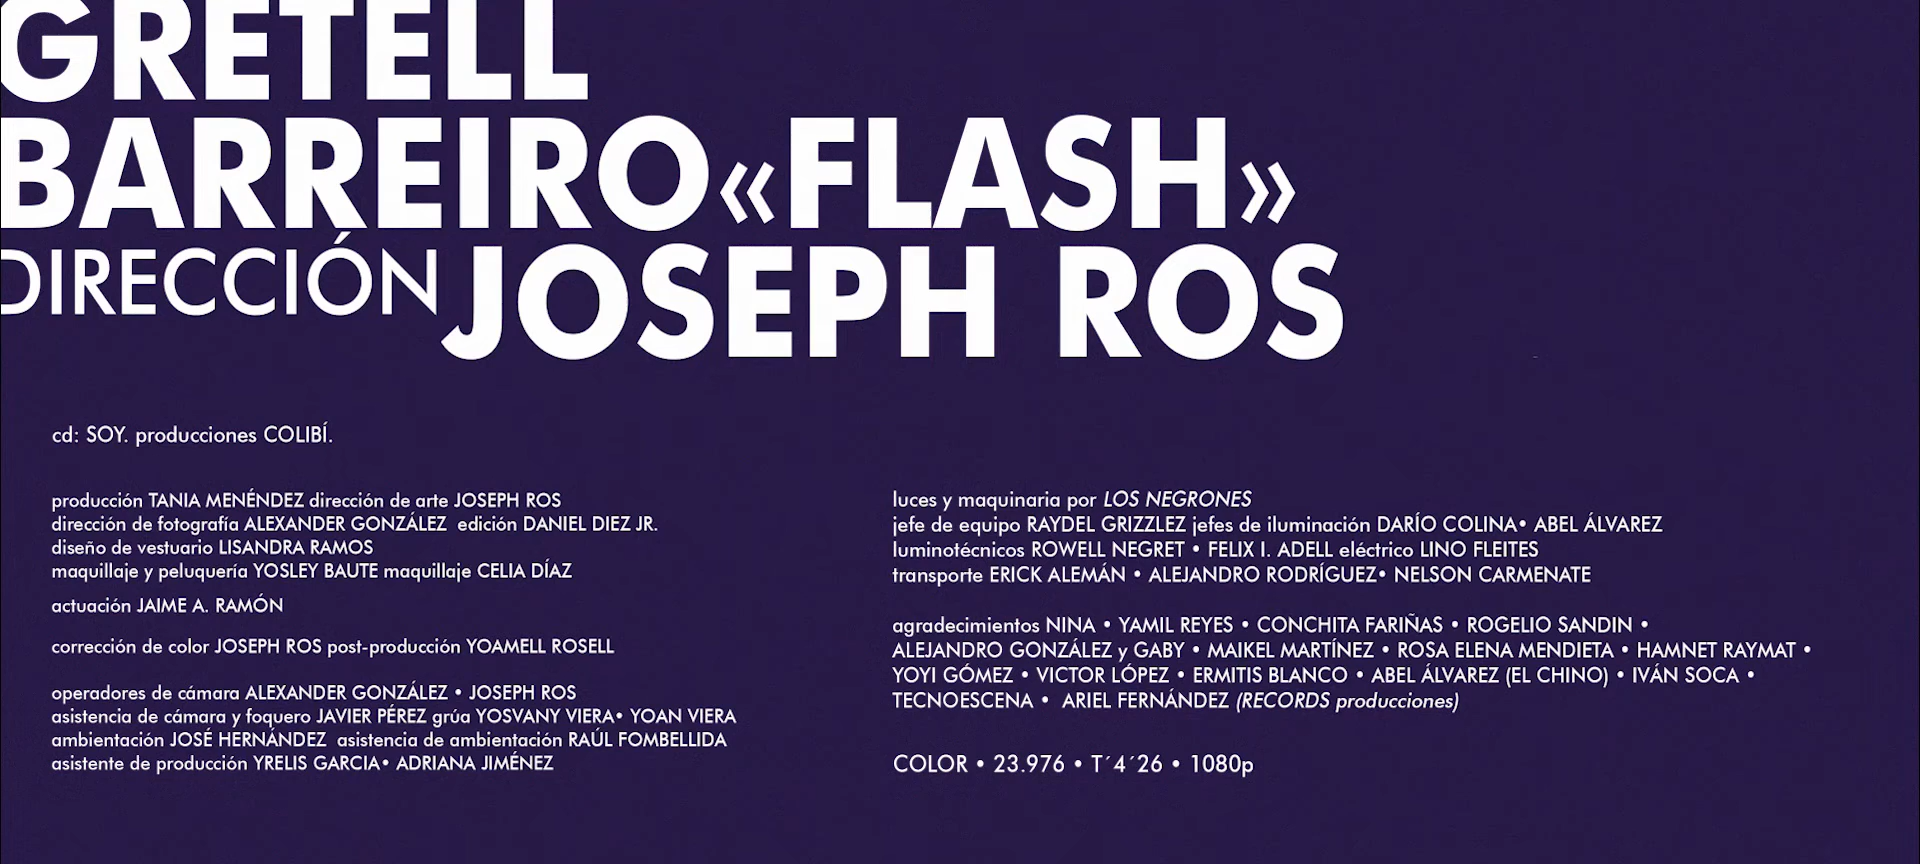 GRETELL
BARREIRO«FLASH»
DIRECCIÓN JOSEPH ROS
cd: SOY. producciones COLIBÍ.
producción TANIA MENÉNDEZ dirección de arte JOSEPH ROS
dirección de fotografía ALEXANDER GONZÁLEZ  edición DANIEL DIEZ JR.
diseño de vestuario LISANDRA RAMOS
maquillaje y peluquería YOSLEY BAUTE maquillaje CELIA DÍAZ
actuación JAIME A. RAMÓN
corrección de color JOSEPH ROS post-producción YOAMELL ROSELL
operadores de cámara ALEXANDER GONZÁLEZ • JOSEPH ROS
asistencia de cámara y foquero JAVIER PÉREZ grúa YOSVANY VIERA• YOAN VIERA
ambientación JOSÉ HERNÁNDEZ  asistencia de ambientación RAÚL FOMBELLIDA
asistente de producción YRELIS GARCIA• ADRIANA JIMÉNEZ
luces y maquinaria por LOS NEGRONES
jefe de equipo RAYDEL GRIZZLEZ jefes de iluminación DARÍO COLINA• ABEL ÁLVAREZ
luminotécnicos ROWELL NEGRET • FELIX I. ADELL eléctrico LINO FLEITES
transporte ERICK ALEMÁN • ALEJANDRO RODRÍGUEZ• NELSON CARMENATE
agradecimientos NINA • YAMIL REYES • CONCHITA FARIÑAS • ROGELIO SANDIN •
ALEJANDRO GONZÁLEZ y GABY • MAIKEL MARTÍNEZ • ROSA ELENA MENDIETA • HAMNET RAYMAT •
YOYI GÓMEZ • VICTOR LÓPEZ • ERMITIS BLANCO • ABEL ÁLVAREZ (EL CHINO) • IVÁN SOCA •
TECNOESCENA •  ARIEL FERNÁNDEZ (RECORDS producciones)
COLOR • 23.976 • T´4´26 • 1080p